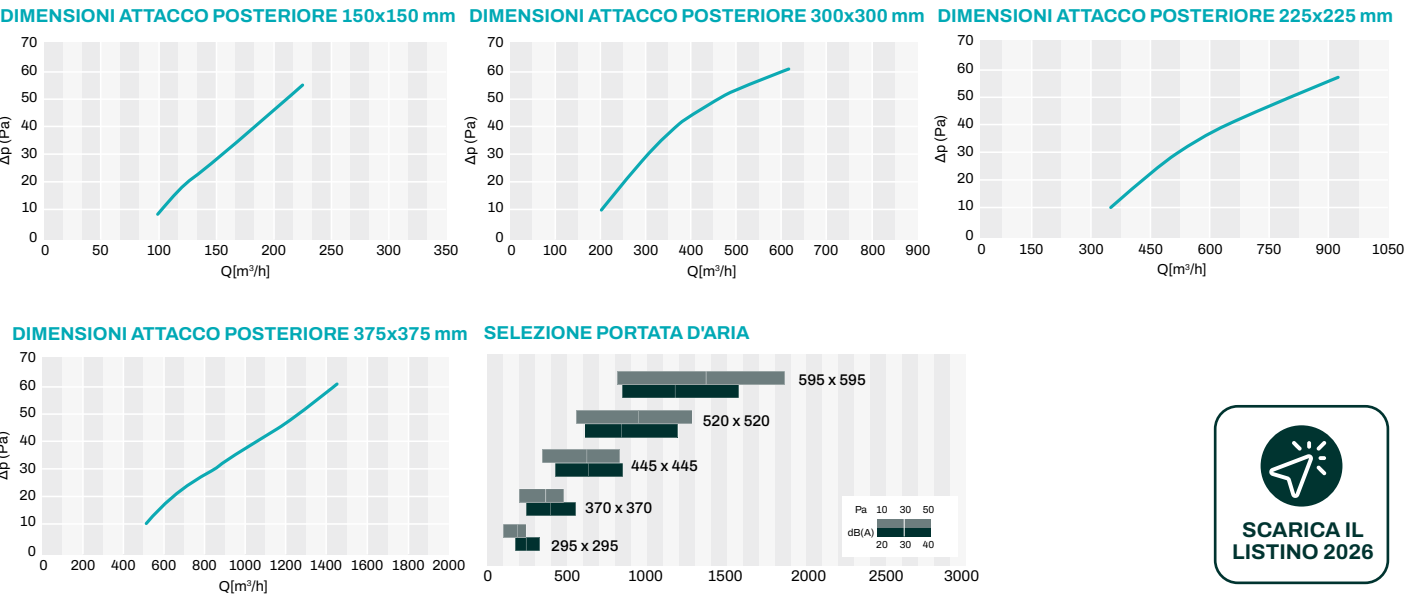 DIMENSIONI ATTACCO POSTERIORE 150x150 mm
70
60
50
40
30
20
10
0
Δp (Pa)
0 50 100 150 200 250 300 350
Q[m³/h]
DIMENSIONI ATTACCO POSTERIORE 300x300 mm
70
60
50
40
30
20
10
0
Δp (Pa)
0 100 200 300 400 500 600 700 800 900
Q[m³/h]
DIMENSIONI ATTACCO POSTERIORE 225x225 mm
70
60
50
40
30
20
10
0
Δp (Pa)
0 150 300 450 600 750 900 1050
Q[m³/h]
DIMENSIONI ATTACCO POSTERIORE 375x375 mm
70
60
50
40
30
20
10
0
Δp (Pa)
0 200 400 600 800 1000 1200 1400 1600 1800 2000
Q[m³/h]
SELEZIONE PORTATA D'ARIA
595 x 595
520 x 520
445 x 445
370 x 370
295 x 295
Pa 10 30 50
dB(A)
20 30 40
0 500 1000 1500 2000 2500 3000
SCARICA IL
LISTINO 2026